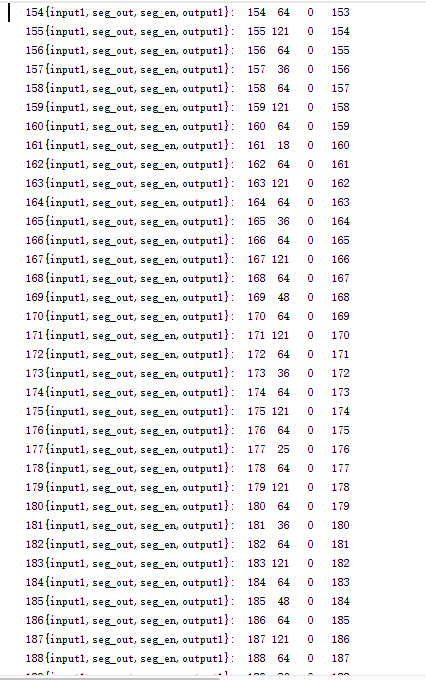 154{input1, seg_out, seg_en, output1}: 154 64 0 153
155{input1, seg_out, seg_en, output1}: 155 121 0 154
156{input1, seg_out, seg_en, output1}: 156 64 0 155
157{input1, seg_out, seg_en, output1}: 157 36 0 156
158{input1, seg_out, seg_en, output1}: 158 64 0 157
159{input1, seg_out, seg_en, output1}: 159 121 0 158
160{input1, seg_out, seg_en, output1}: 160 64 0 159
161{input1, seg_out, seg_en, output1}: 161 18 0 160
162{input1, seg_out, seg_en, output1}: 162 64 0 161
163{input1, seg_out, seg_en, output1}: 163 121 0 162
164{input1, seg_out, seg_en, output1}: 164 64 0 163
165{input1, seg_out, seg_en, output1}: 165 36 0 164
166{input1, seg_out, seg_en, output1}: 166 64 0 165
167{input1, seg_out, seg_en, output1}: 167 121 0 166
168{input1, seg_out, seg_en, output1}: 168 64 0 167
169{input1, seg_out, seg_en, output1}: 169 48 0 168
170{input1, seg_out, seg_en, output1}: 170 64 0 169
171{input1, seg_out, seg_en, output1}: 171 121 0 170
172{input1, seg_out, seg_en, output1}: 172 64 0 171
173{input1, seg_out, seg_en, output1}: 173 36 0 172
174{input1, seg_out, seg_en, output1}: 174 64 0 173
175{input1, seg_out, seg_en, output1}: 175 121 0 174
176{input1, seg_out, seg_en, output1}: 176 64 0 175
177{input1, seg_out, seg_en, output1}: 177 25 0 176
178{input1, seg_out, seg_en, output1}: 178 64 0 177
179{input1, seg_out, seg_en, output1}: 179 121 0 178
180{input1, seg_out, seg_en, output1}: 180 64 0 179
181{input1, seg_out, seg_en, output1}: 181 36 0 180
182{input1, seg_out, seg_en, output1}: 182 64 0 181
183{input1, seg_out, seg_en, output1}: 183 121 0 182
184{input1, seg_out, seg_en, output1}: 184 64 0 183
185{input1, seg_out, seg_en, output1}: 185 48 0 184
186{input1, seg_out, seg_en, output1}: 186 64 0 185
187{input1, seg_out, seg_en, output1}: 187 121 0 186
188{input1, seg_out, seg_en, output1}: 188 64 0 187